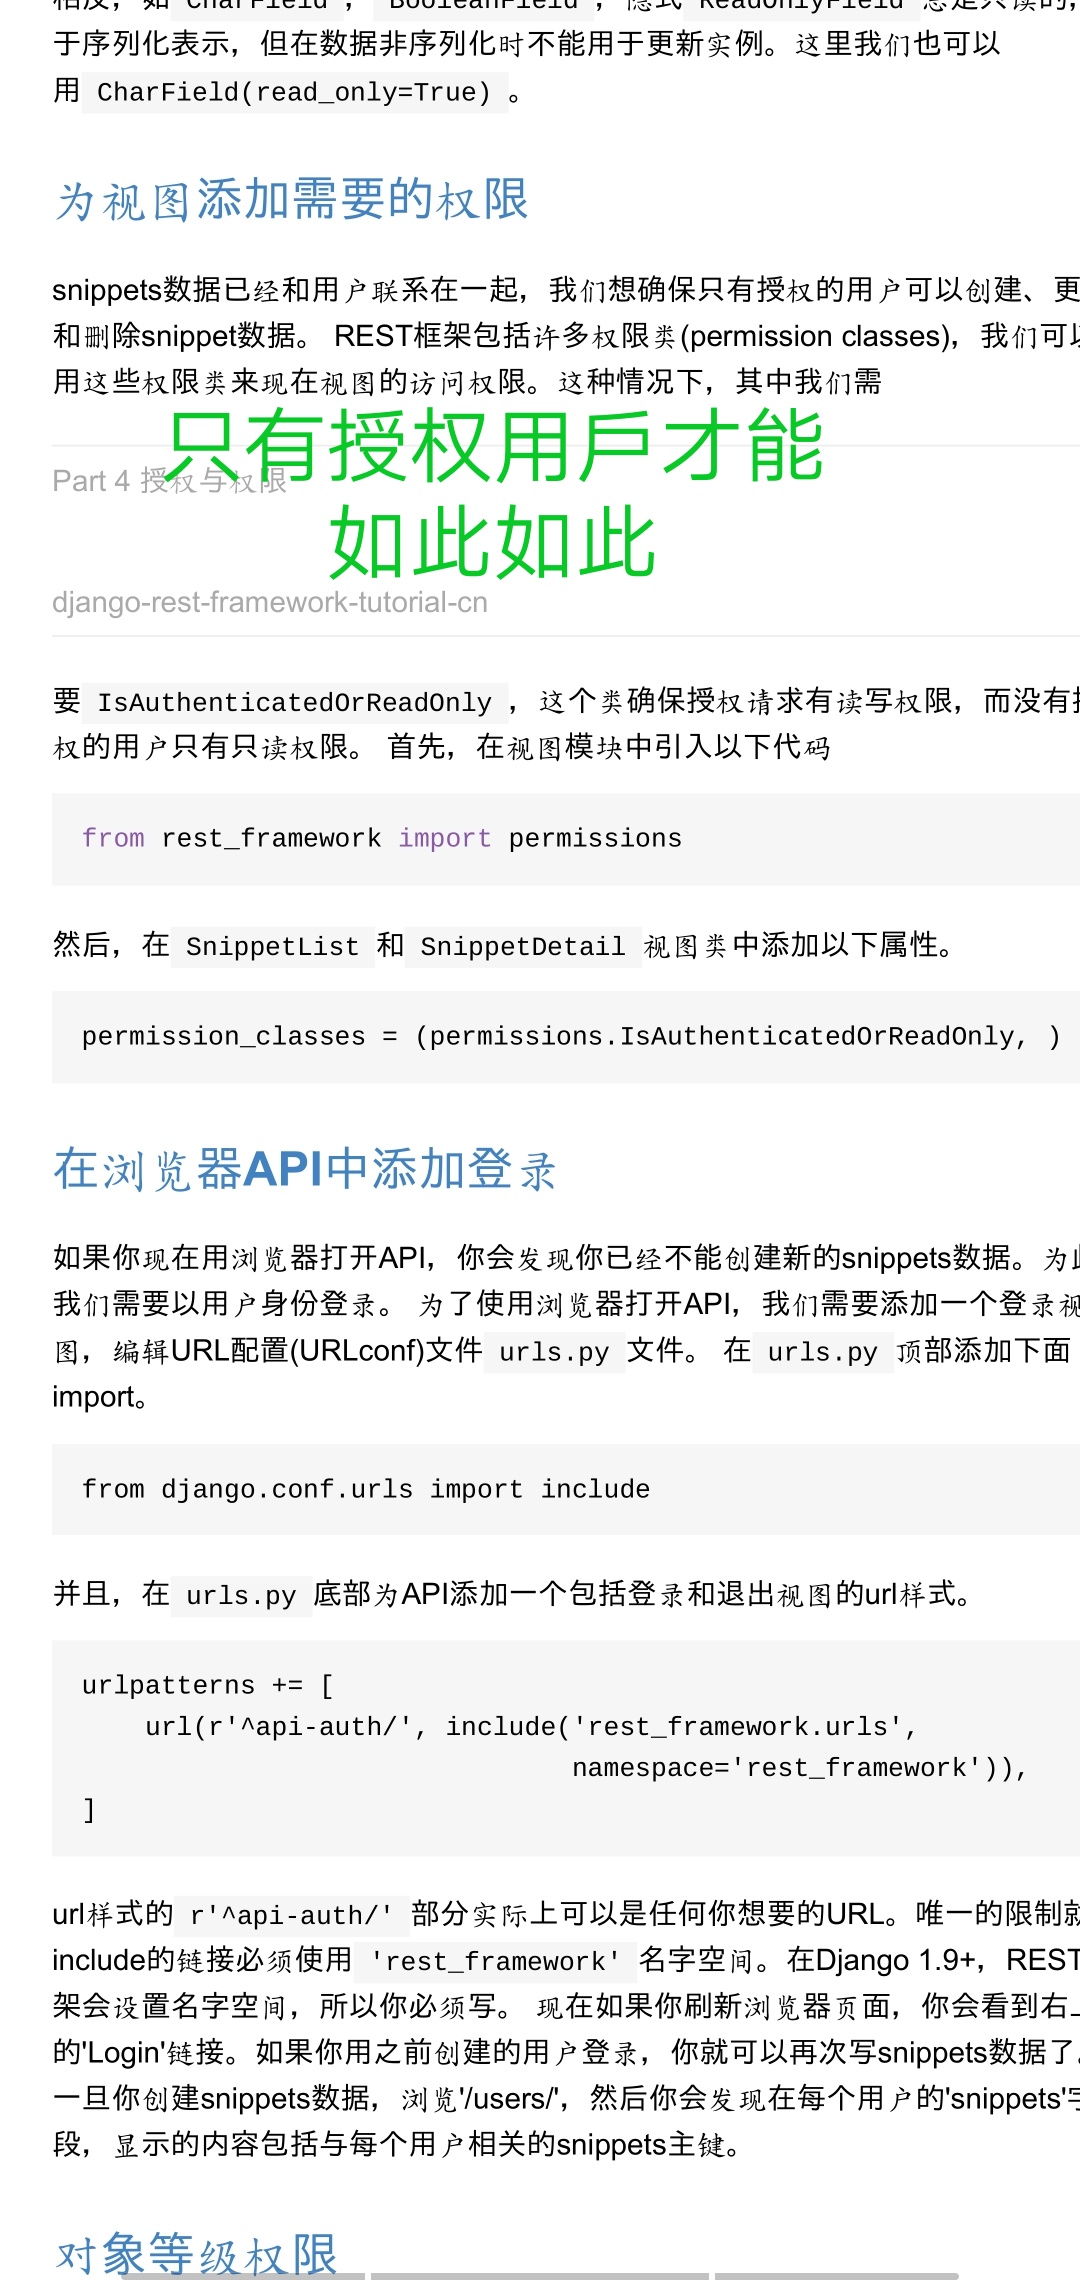 相反，如 CharField ， BooleanField ，隐式 ReadOnlyField 总是只读的，
于序列化表示，但在数据非序列化时不能用于更新实例。这里我们也可以
用 CharField(read_only=True) 。
为视图添加需要的权限
snippets数据已经和用户联系在一起，我们想确保只有授权的用户可以创建、更
和删除snippet数据。 REST框架包括许多权限类(permission classes)，我们可以
用这些权限类来现在视图的访问权限。这种情况下，其中我们需
只有授权用戶才能
Part 4 授权与权限
如此如此
django-rest-framework-tutorial-cn
要 IsAuthenticatedOrReadOnly ，这个类确保授权请求有读写权限，而没有授
权的用户只有只读权限。 首先，在视图模块中引入以下代码
from rest_framework import permissions
然后，在 SnippetList 和 SnippetDetail 视图类中添加以下属性。
permission_classes = (permissions.IsAuthenticatedOrReadOnly, )
在浏览器API中添加登录
如果你现在用浏览器打开API，你会发现你已经不能创建新的snippets数据。为此
我们需要以用户身份登录。 为了使用浏览器打开API，我们需要添加一个登录视
图，编辑URL配置(URLconf)文件 urls.py 文件。 在 urls.py 顶部添加下面
import。
from django.conf.urls import include
并且，在 urls.py 底部为API添加一个包括登录和退出视图的url样式。
urlpatterns += [
    url(r'^api-auth/', include('rest_framework.urls',
                               namespace='rest_framework')),
]
url样式的 r'^api-auth/' 部分实际上可以是任何你想要的URL。唯一的限制就
include的链接必须使用 'rest_framework' 名字空间。在Django 1.9+，REST
架会设置名字空间，所以你必须写。 现在如果你刷新浏览器页面，你会看到右上
的'Login'链接。如果你用之前创建的用户登录，你就可以再次写snippets数据了。
一旦你创建snippets数据，浏览'/users/'，然后你会发现在每个用户的'snippets'字
段，显示的内容包括与每个用户相关的snippets主键。
对象等级权限